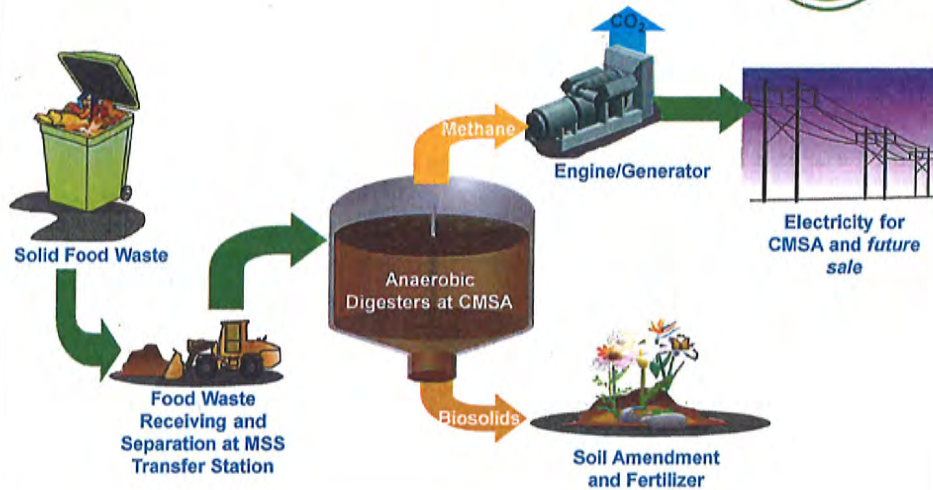 CO₂
Methane
Engine/Generator
Electricity for
CMSA and future
sale
Solid Food Waste
Anaerobic
Digesters at CMSA
Food Waste
Receiving and
Separation at MSS
Transfer Station
Biosolids
Soil Amendment
and Fertilizer